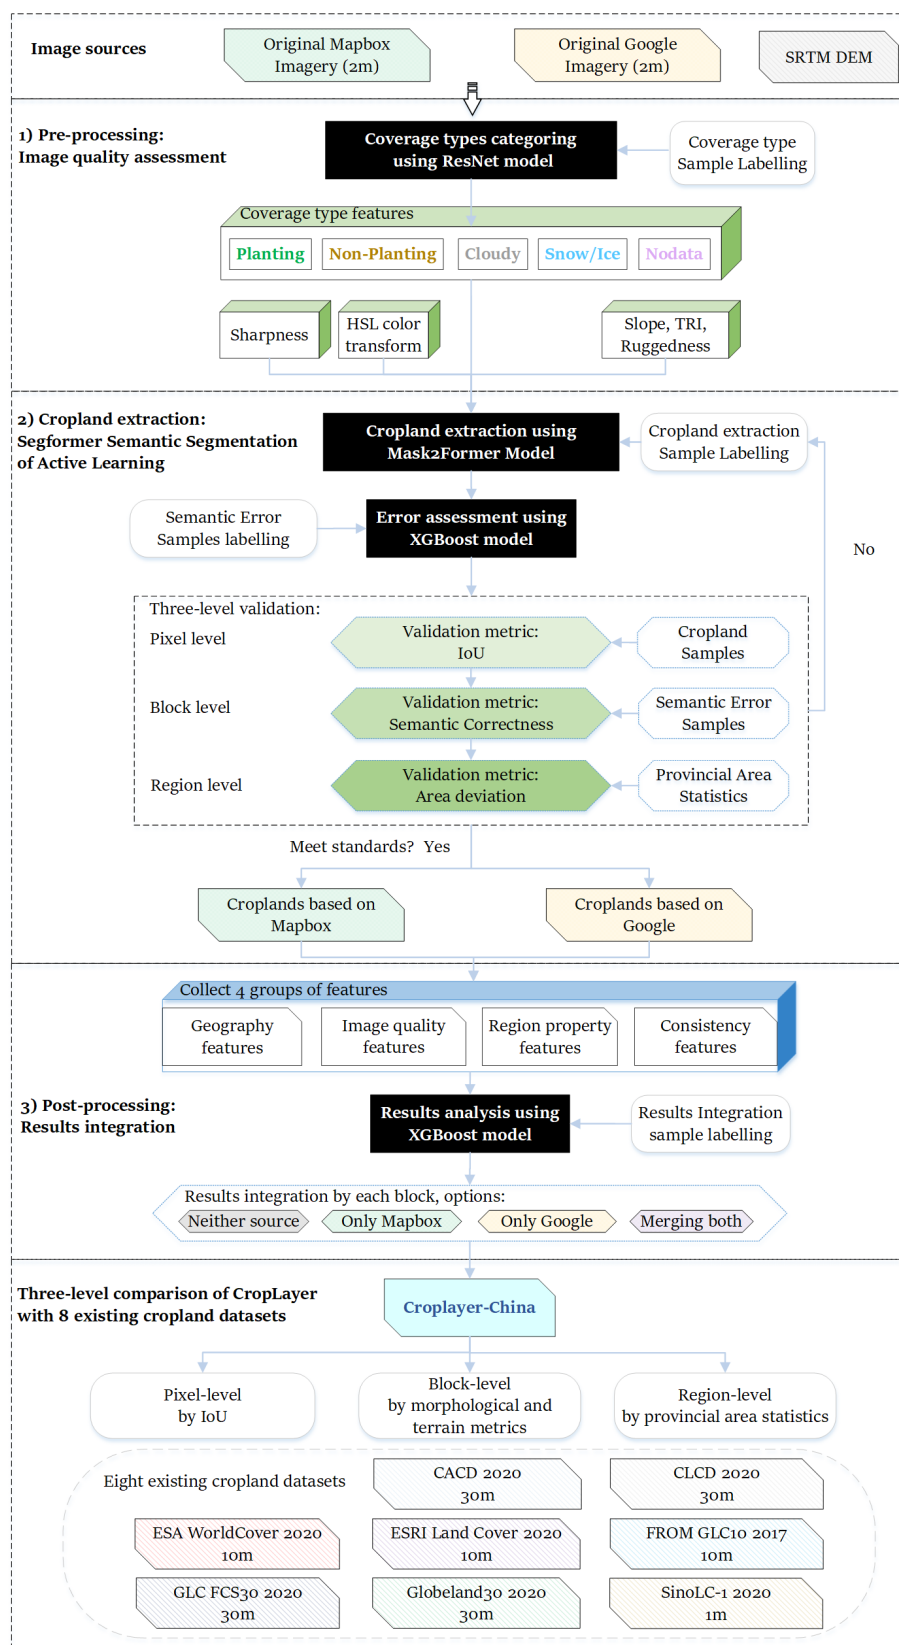 Image sources
Original Mapbox
Imagery (2m)
Original Google
Imagery (2m)
SRTM DEM
1) Pre-processing:
Image quality assessment
Coverage types categoring
using ResNet model
Coverage type
Sample Labelling
Coverage type features
Planting
Non-Planting
Cloudy
Snow/Ice
Nodata
Sharpness
HSL color
transform
Slope, TRI,
Ruggedness
2) Cropland extraction:
Segformer Semantic Segmentation
of Active Learning
Cropland extraction using
Mask2Former Model
Cropland extraction
Sample Labelling
Semantic Error
Samples labelling
Error assessment using
XGBoost model
No
Three-level validation:
Pixel level
Validation metric:
IoU
Cropland
Samples
Block level
Validation metric:
Semantic Correctness
Semantic Error
Samples
Region level
Validation metric:
Area deviation
Provincial Area
Statistics
Meet standards? Yes
Croplands based on
Mapbox
Croplands based on
Google
Collect 4 groups of features
Geography
features
Image quality
features
Region property
features
Consistency
features
3) Post-processing:
Results integration
Results analysis using
XGBoost model
Results Integration
sample labelling
Results integration by each block, options:
Neither source
Only Mapbox
Only Google
Merging both
Three-level comparison of CropLayer
with 8 existing cropland datasets
Croplayer-China
Pixel-level
by IoU
Block-level
by morphological and
terrain metrics
Region-level
by provincial area statistics
Eight existing cropland datasets
CACD 2020
30m
CLCD 2020
30m
ESA WorldCover 2020
10m
ESRI Land Cover 2020
10m
FROM GLC10 2017
10m
GLC FCS30 2020
30m
Globeland30 2020
30m
SinoLC-1 2020
1m